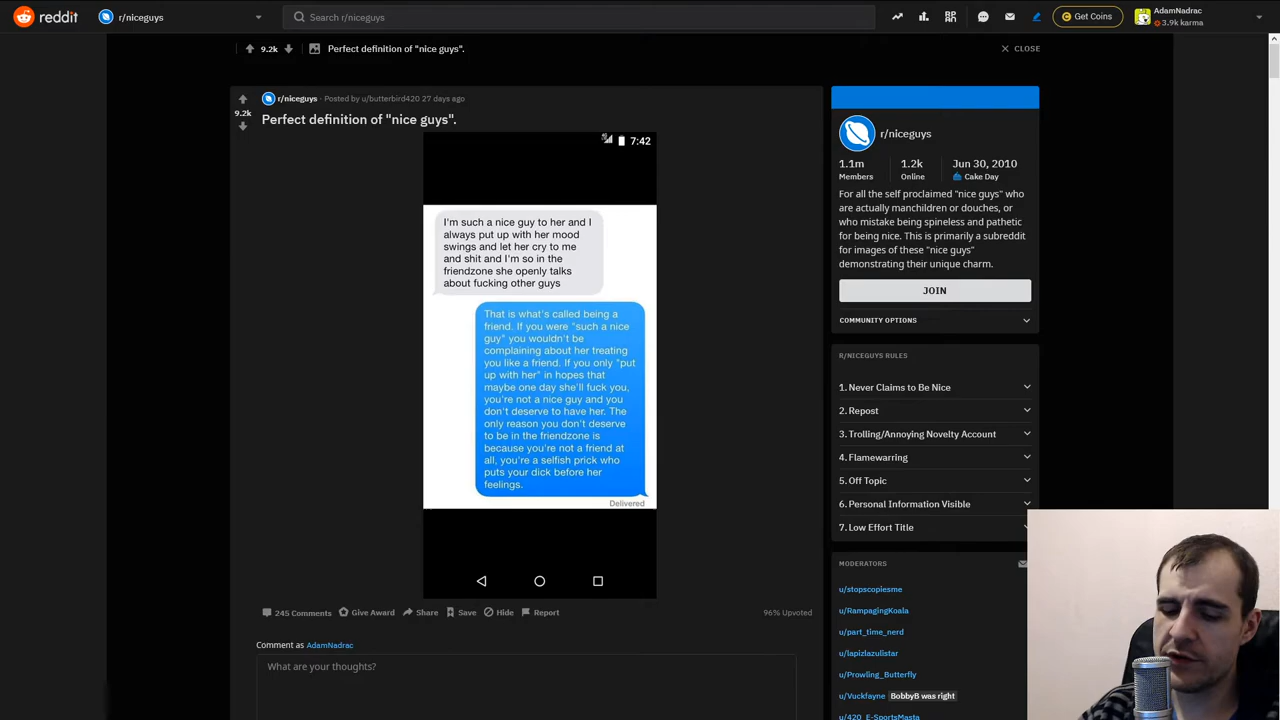 reddit
r/niceguys
Search r/niceguys
Get Coins
AdamNadrac
3.9k karma
9.2k
Perfect definition of "nice guys".
CLOSE
9.2k
r/niceguys · Posted by u/butterbird420 27 days ago
Perfect definition of "nice guys".
7:42
I'm such a nice guy to her and I
always put up with her mood
swings and let her cry to me
and shit and I'm so in the
friendzone she openly talks
about fucking other guys
That is what's called being a
friend. If you were "such a nice
guy" you wouldn't be
complaining about her treating
you like a friend. If you only "put
up with her" in hopes that
maybe one day she'll fuck you,
you're not a nice guy and you
don't deserve to have her. The
only reason you don't deserve
to be in the friendzone is
because you're not a friend at
all, you're a selfish prick who
puts your dick before her
feelings.
Delivered
245 Comments
Give Award
Share
Save
Hide
Report
96% Upvoted
Comment as AdamNadrac
What are your thoughts?
r/niceguys
1.1m
Members
1.2k
Online
Jun 30, 2010
Cake Day
For all the self proclaimed "nice guys" who
are actually manchildren or douches, or
who mistake being spineless and pathetic
for being nice. This is primarily a subreddit
for images of these "nice guys"
demonstrating their unique charm.
JOIN
COMMUNITY OPTIONS
R/NICEGUYS RULES
1. Never Claims to Be Nice
2. Repost
3. Trolling/Annoying Novelty Account
4. Flamewarring
5. Off Topic
6. Personal Information Visible
7. Low Effort Title
MODERATORS
u/stopscopiesme
u/RampagingKoala
u/part_time_nerd
u/lapizlazulistar
u/Prowling_Butterfly
u/Vuckfayne BobbyB was right
u/420_E-SportsMasta